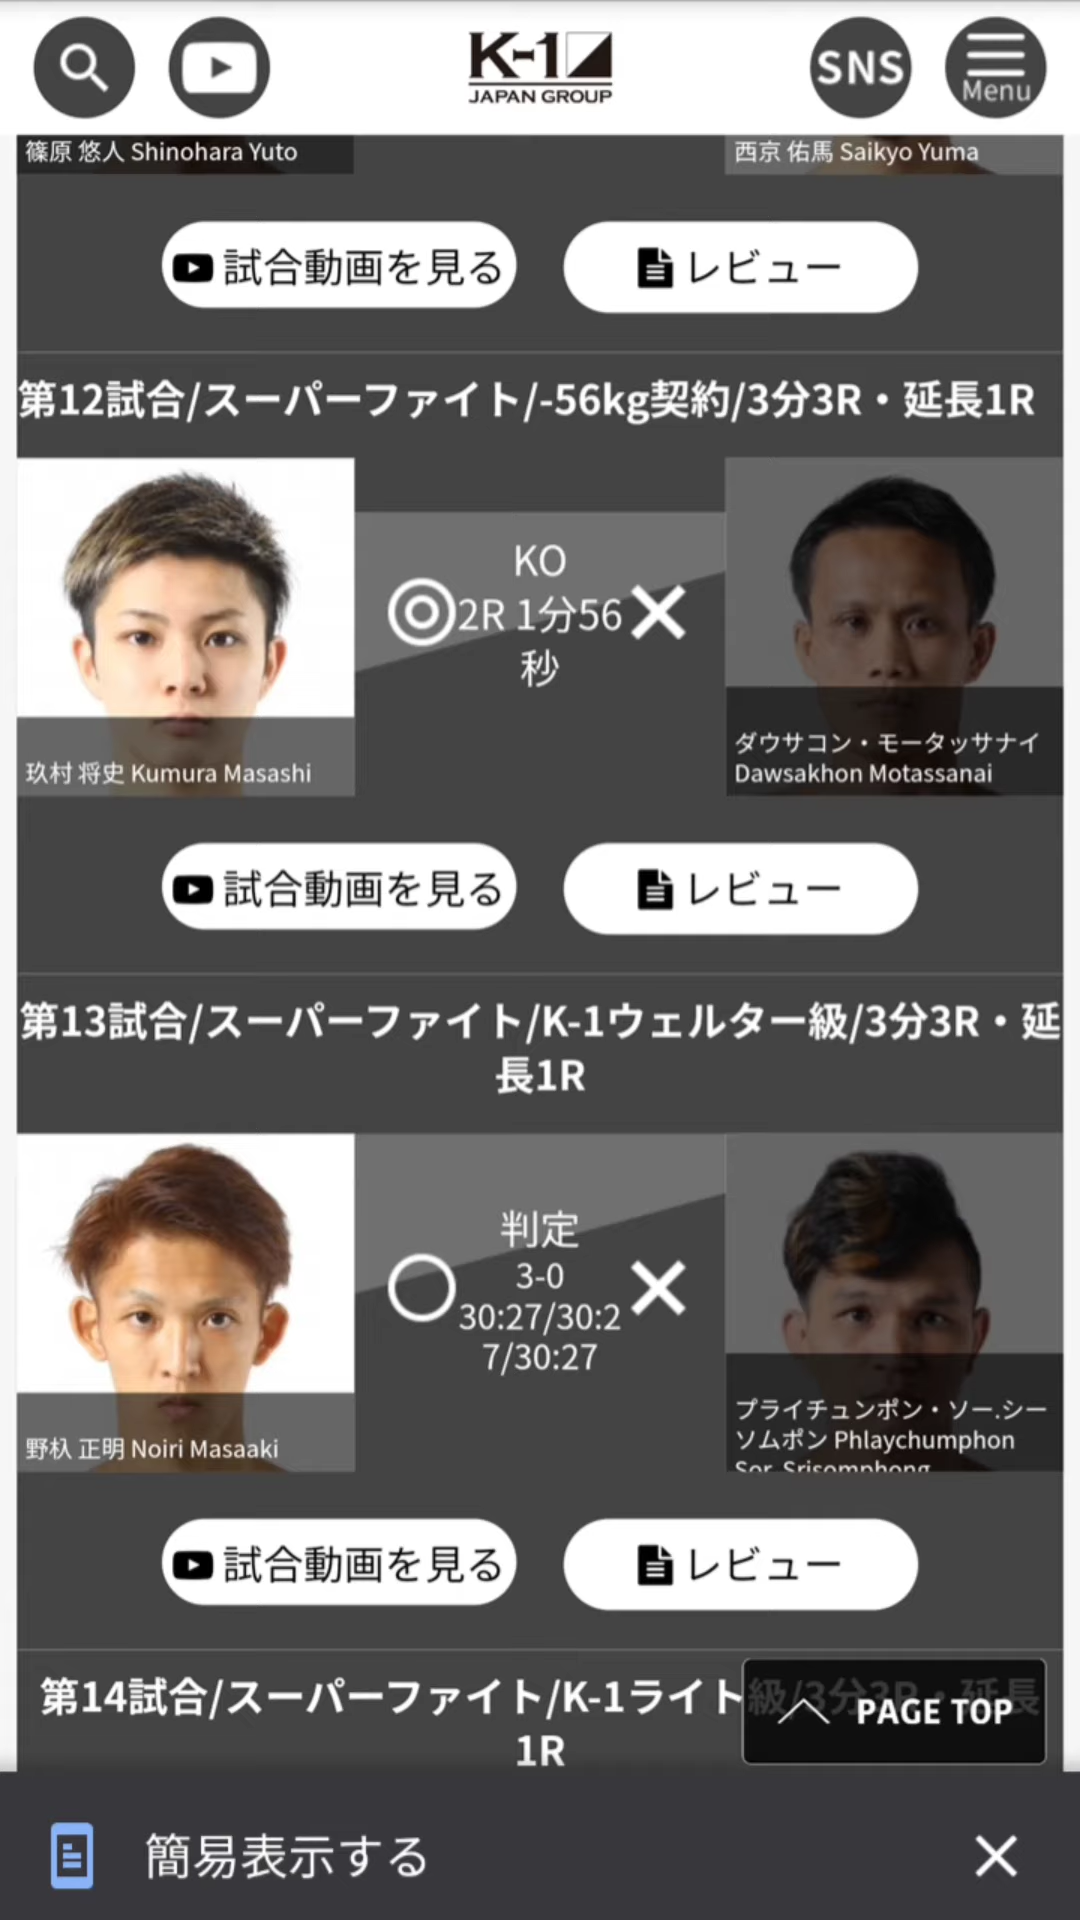 K-1
JAPAN GROUP
SNS
Menu
篠原 悠人 Shinohara Yuto
西京 佑馬 Saikyo Yuma
試合動画を見る
レビュー
第12試合/スーパーファイト/-56kg契約/3分3R・延長1R
KO
2R 1分56
秒
玖村 将史 Kumura Masashi
ダウサコン・モータッサナイ
Dawsakhon Motassanai
試合動画を見る
レビュー
第13試合/スーパーファイト/K-1ウェルター級/3分3R・延
長1R
判定
3-0
30:27/30:2
7/30:27
野杁 正明 Noiri Masaaki
プライチュンポン・ソー.シー
ソムポン Phlaychumphon
Sor. Srisomphong
試合動画を見る
レビュー
第14試合/スーパーファイト/K-1ライト級/3分3R・延長
1R
PAGE TOP
簡易表示する